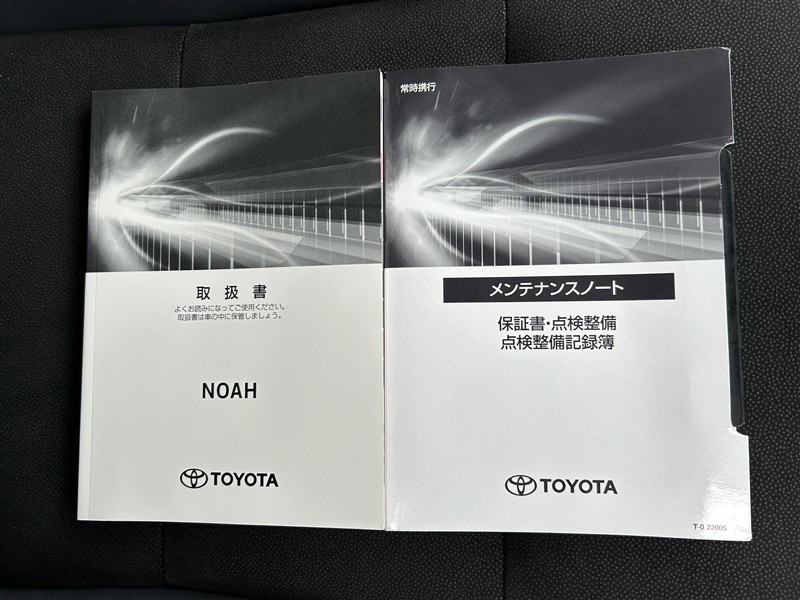 取扱書
よくお読みになってご使用ください。
取扱書は車の中に保管しましょう。
NOAH
TOYOTA
常時携行
メンテナンスノート
保証書・点検整備
点検整備記録簿
TOYOTA
T-0 22005